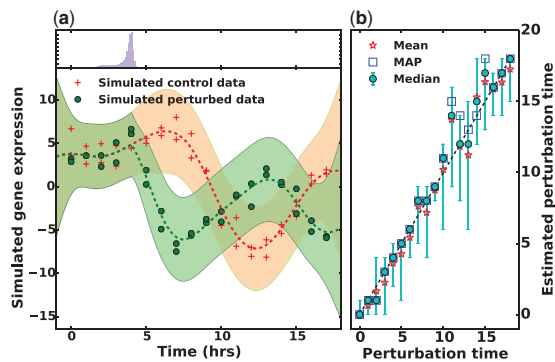 (a)
Simulated control data
Simulated perturbed data
Simulated gene expression
10
5
0
−5
−10
−15
0
5
10
15
Time (hrs)
(b)
Mean
MAP
Median
20
15
10
5
0
Estimated perturbation time
0
5
10
15
Perturbation time